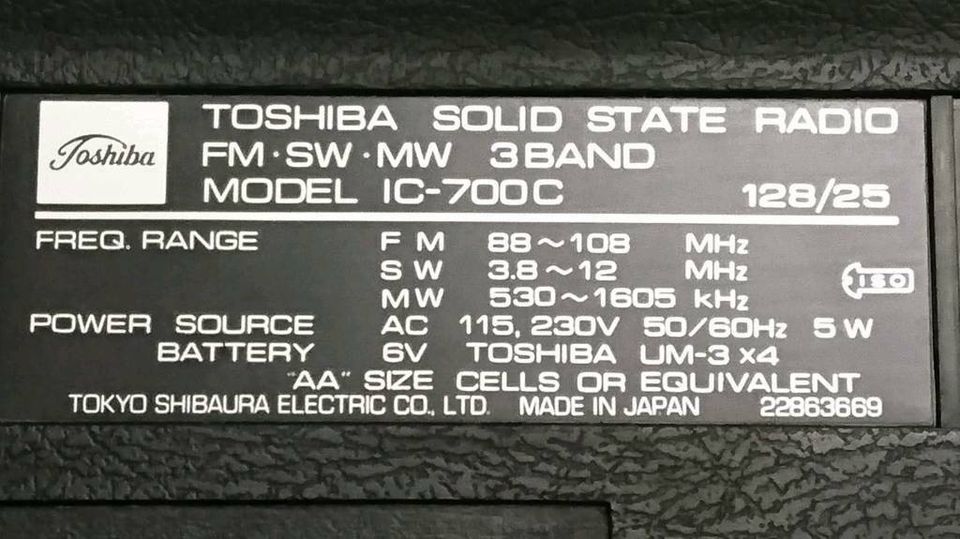 Toshiba
TOSHIBA SOLID STATE RADIO
FM·SW·MW 3 BAND
MODEL IC-700C 128/25
FREQ. RANGE FM 88~108 MHz
SW 3.8~12 MHz
MW 530~1605 kHz
ISO
POWER SOURCE AC 115, 230V 50/60Hz 5W
BATTERY 6V TOSHIBA UM-3 x4
"AA" SIZE CELLS OR EQUIVALENT
TOKYO SHIBAURA ELECTRIC CO., LTD. MADE IN JAPAN 22863669